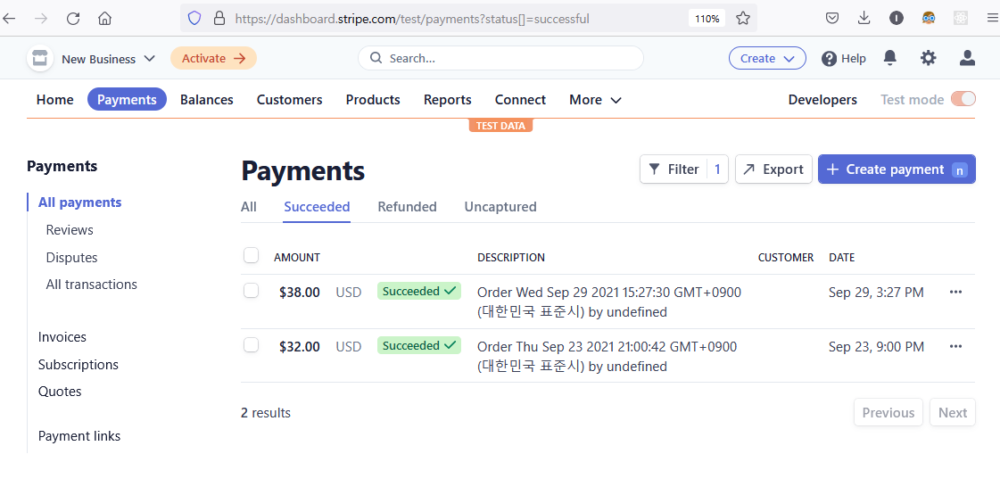 https://dashboard.stripe.com/test/payments?status[]=successful 110%
New Business Activate → Search... Create Help
Home Payments Balances Customers Products Reports Connect More Developers Test mode
TEST DATA
Payments
All payments
Reviews
Disputes
All transactions
Invoices
Subscriptions
Quotes
Payment links
Payments
Filter 1 Export + Create payment n
All Succeeded Refunded Uncaptured
AMOUNT DESCRIPTION CUSTOMER DATE
$38.00 USD Succeeded ✓ Order Wed Sep 29 2021 15:27:30 GMT+0900 Sep 29, 3:27 PM ···
(대한민국 표준시) by undefined
$32.00 USD Succeeded ✓ Order Thu Sep 23 2021 21:00:42 GMT+0900 Sep 23, 9:00 PM ···
(대한민국 표준시) by undefined
2 results Previous Next